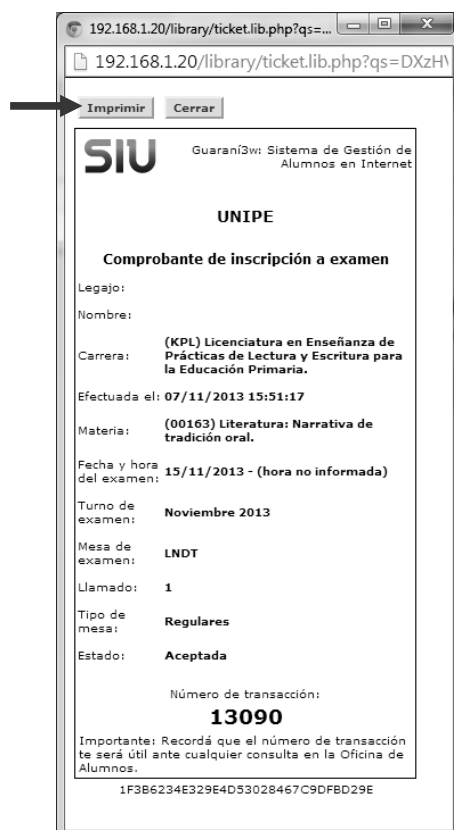 192.168.1.20/library/ticket.lib.php?qs=...
192.168.1.20/library/ticket.lib.php?qs=DXzH
Imprimir Cerrar
SIU
Guaraní3w: Sistema de Gestión de
Alumnos en Internet
UNIPE
Comprobante de inscripción a examen
Legajo:
Nombre:
Carrera: (KPL) Licenciatura en Enseñanza de
Prácticas de Lectura y Escritura para
la Educación Primaria.
Efectuada el: 07/11/2013 15:51:17
Materia: (00163) Literatura: Narrativa de
tradición oral.
Fecha y hora
del examen: 15/11/2013 - (hora no informada)
Turno de
examen: Noviembre 2013
Mesa de
examen: LNDT
Llamado: 1
Tipo de
mesa: Regulares
Estado: Aceptada
Número de transacción:
13090
Importante: Recordá que el número de transacción
te será útil ante cualquier consulta en la Oficina de
Alumnos.
1F3B6234E329E4D53028467C9DFBD29E